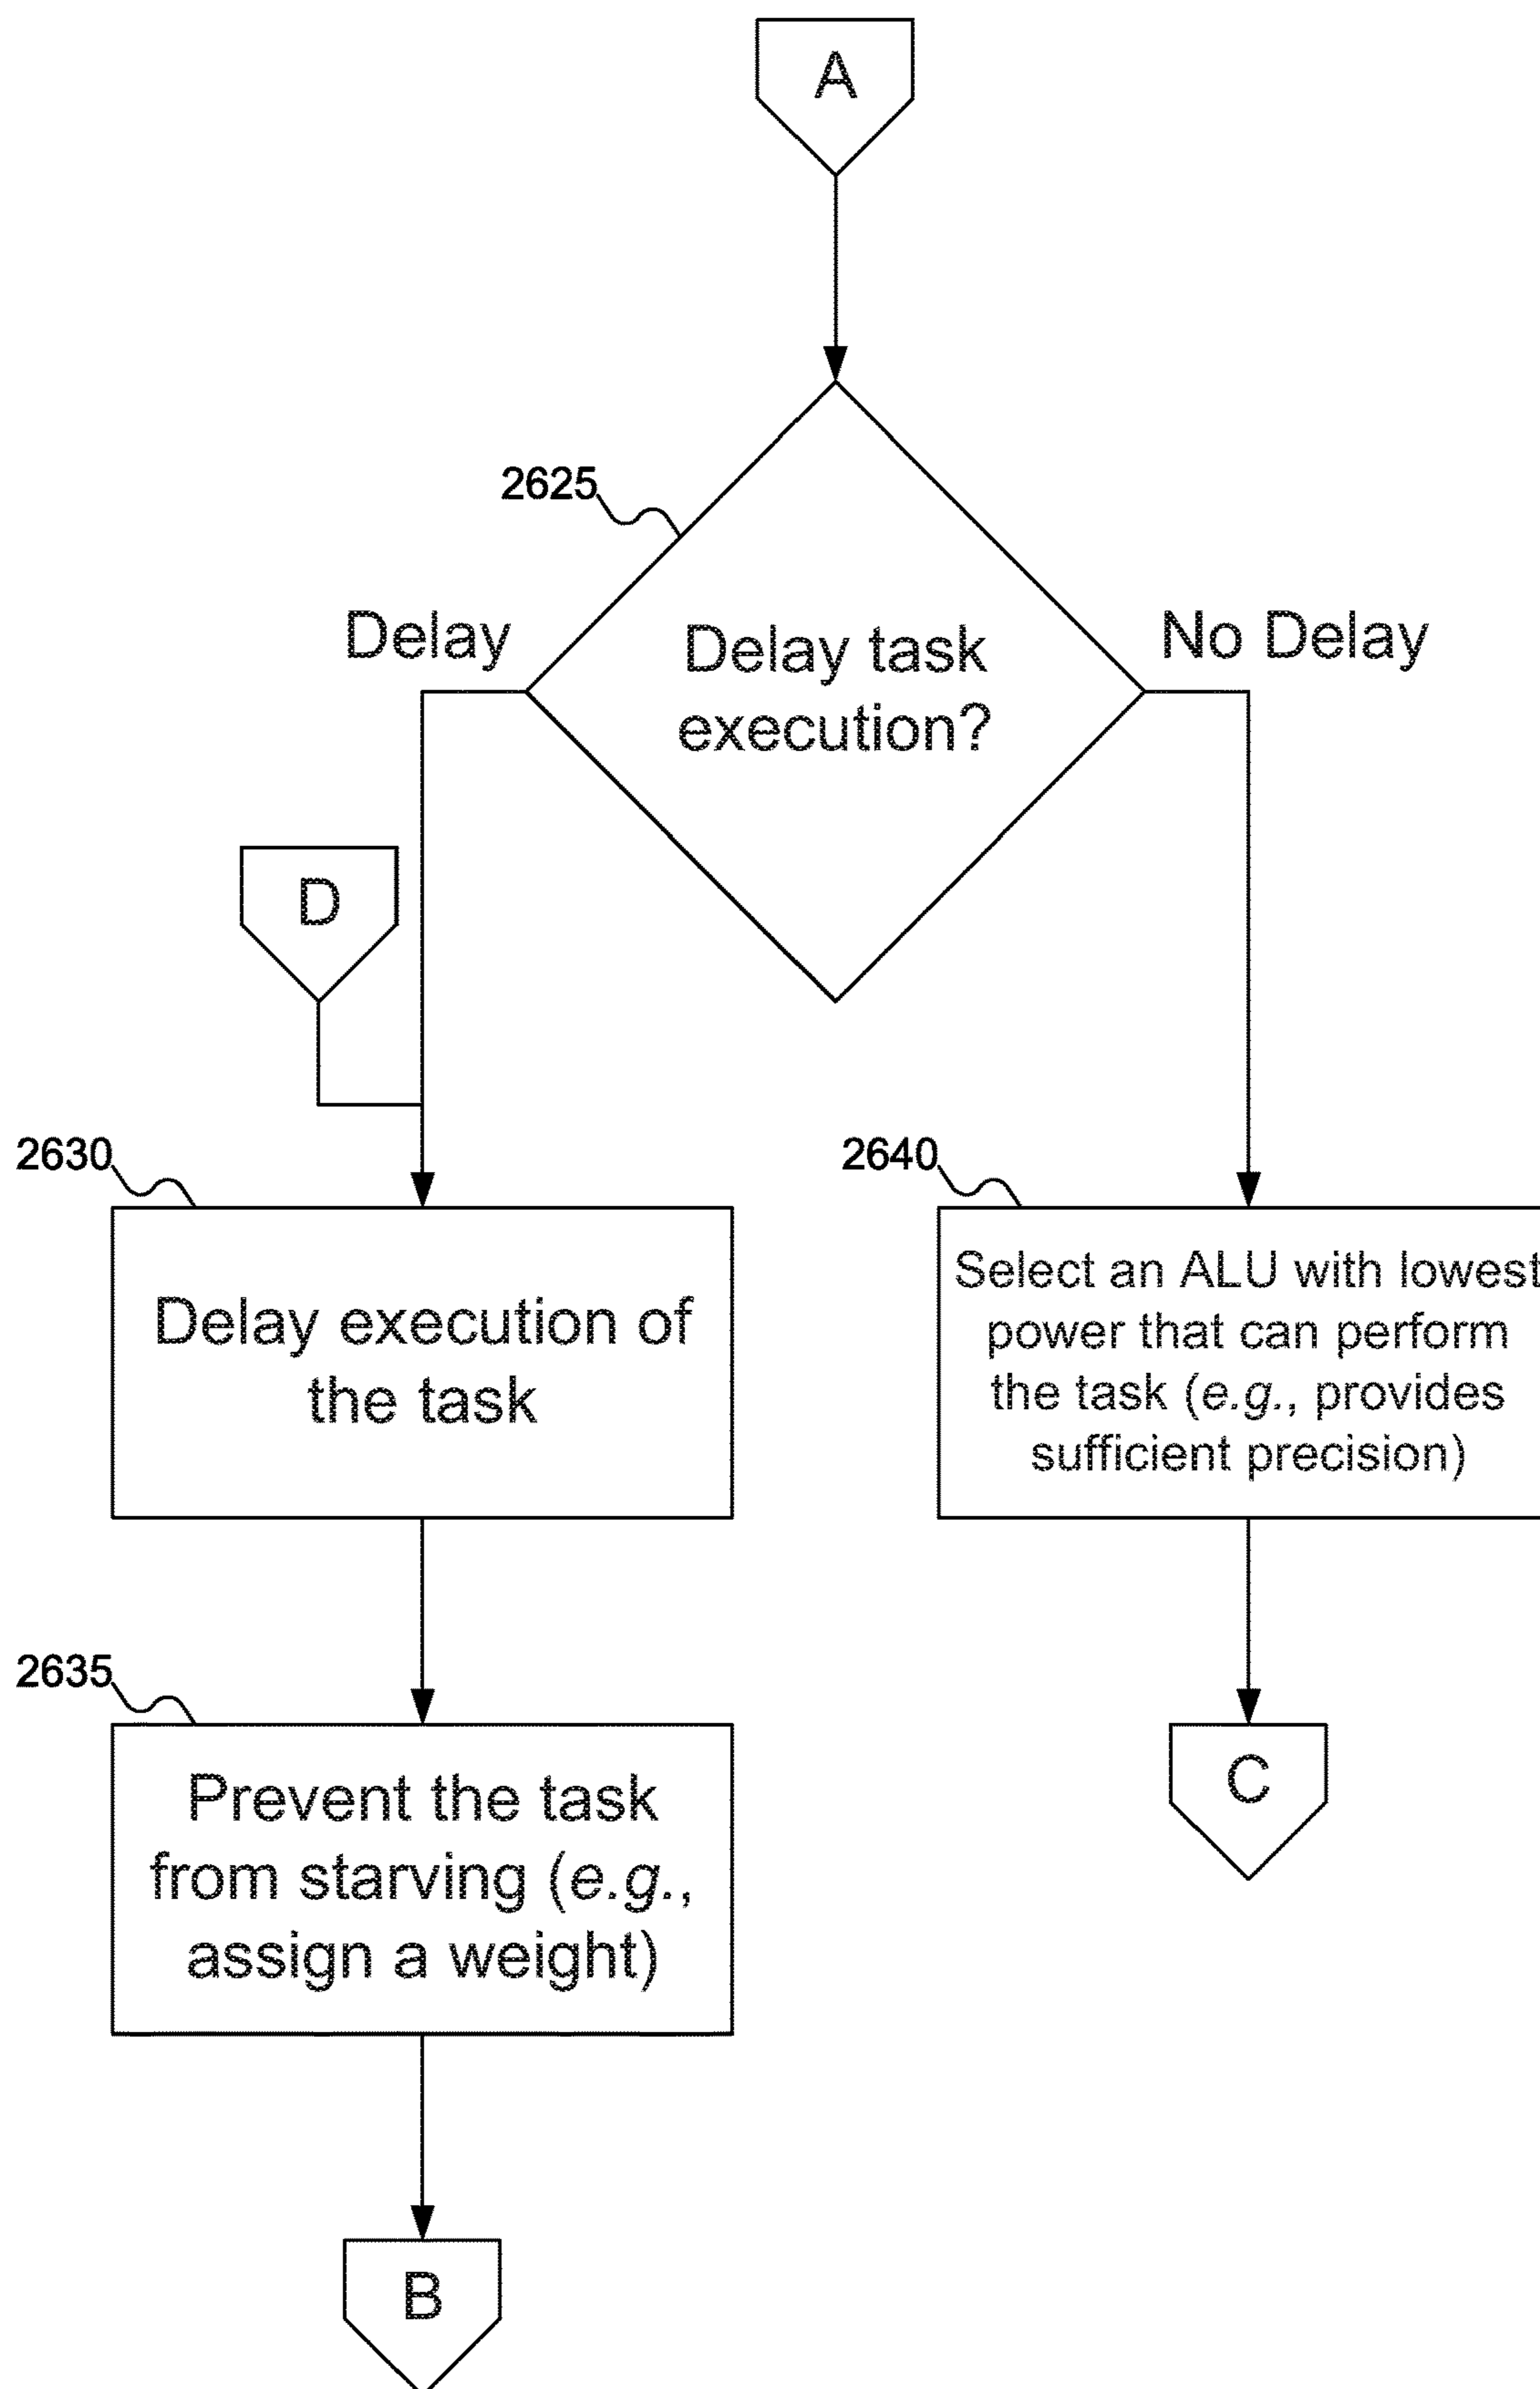 A
2625
Delay
Delay task
execution?
No Delay
D
2630
Delay execution of
the task
2640
Select an ALU with lowest
power that can perform
the task (e.g., provides
sufficient precision)
2635
Prevent the task
from starving (e.g.,
assign a weight)
C
B